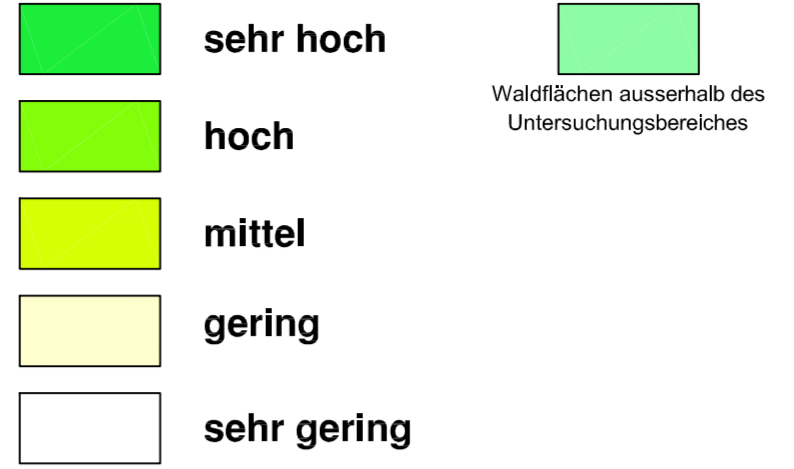 sehr hoch
Waldflächen ausserhalb des
Untersuchungsbereiches
hoch
mittel
gering
sehr gering